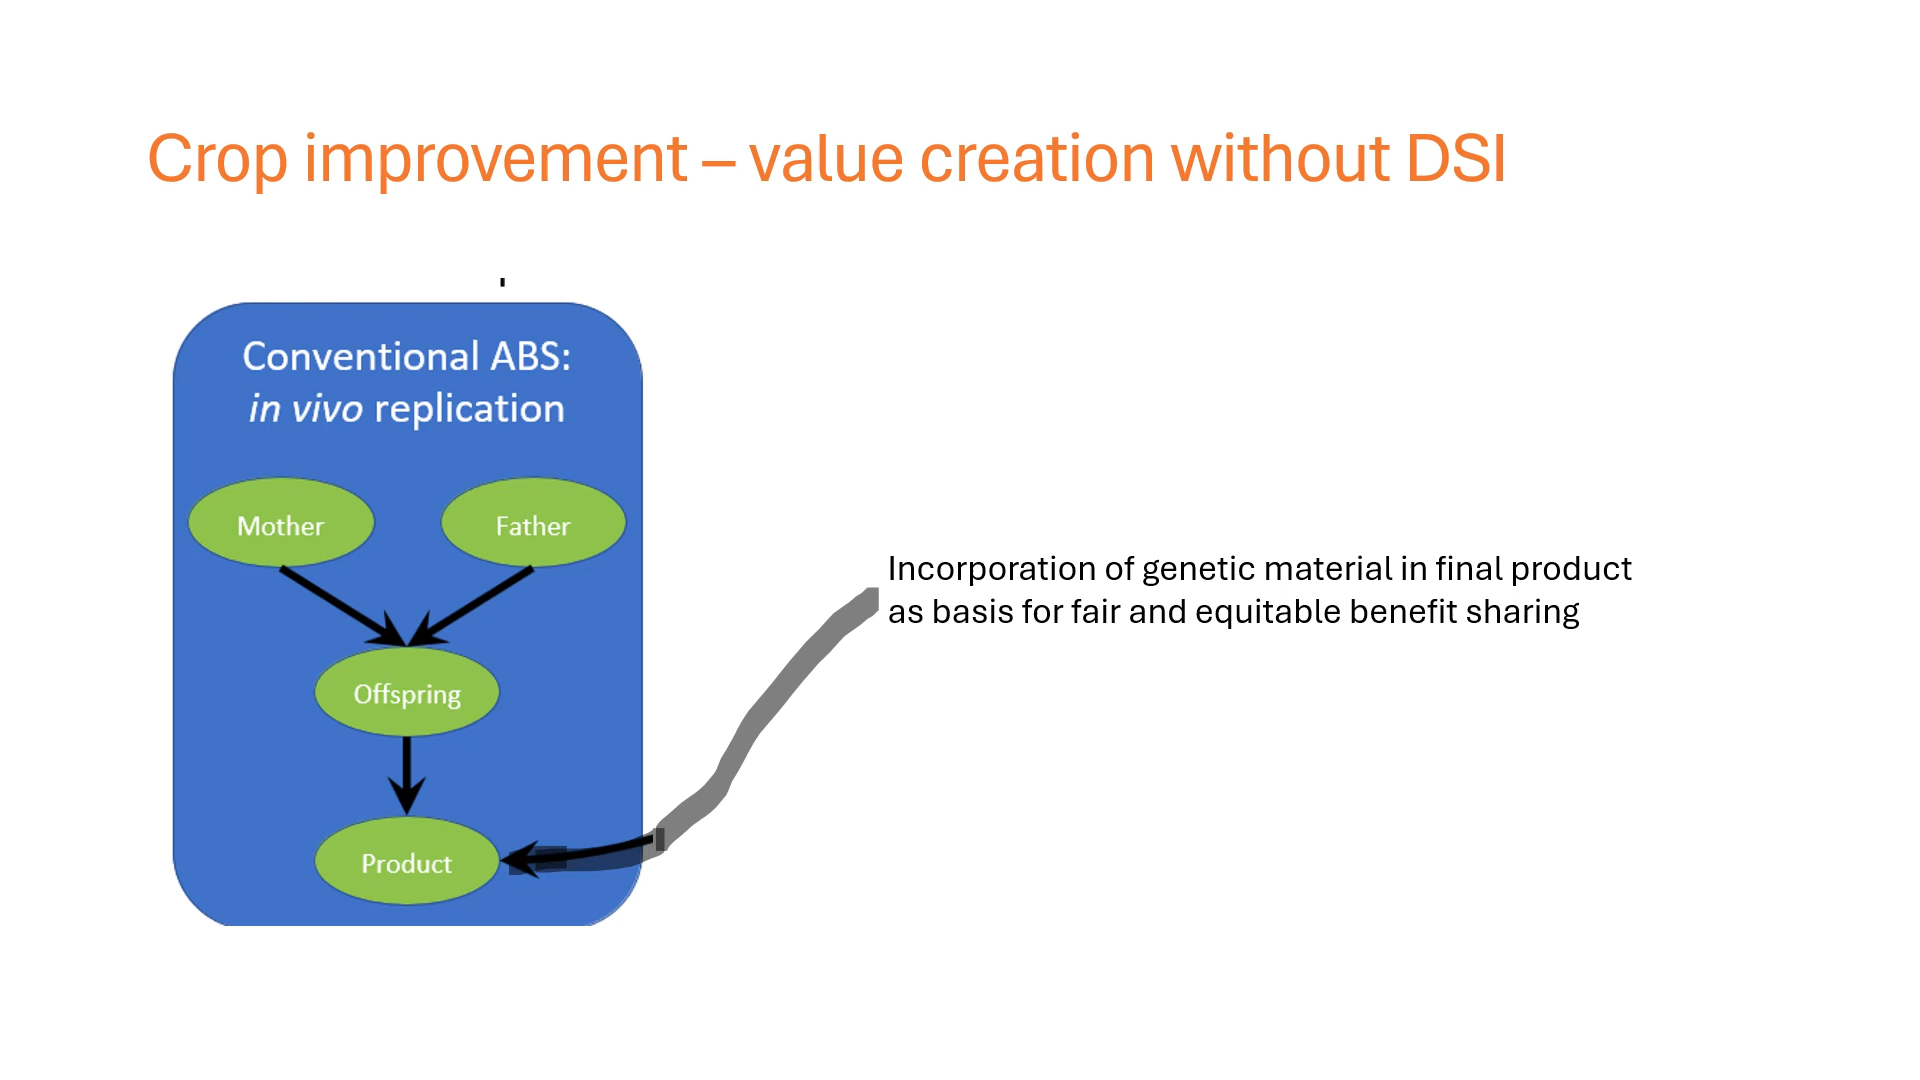 Crop improvement – value creation without DSI
Conventional ABS:
in vivo replication
Mother
Father
Offspring
Product
Incorporation of genetic material in final product
as basis for fair and equitable benefit sharing